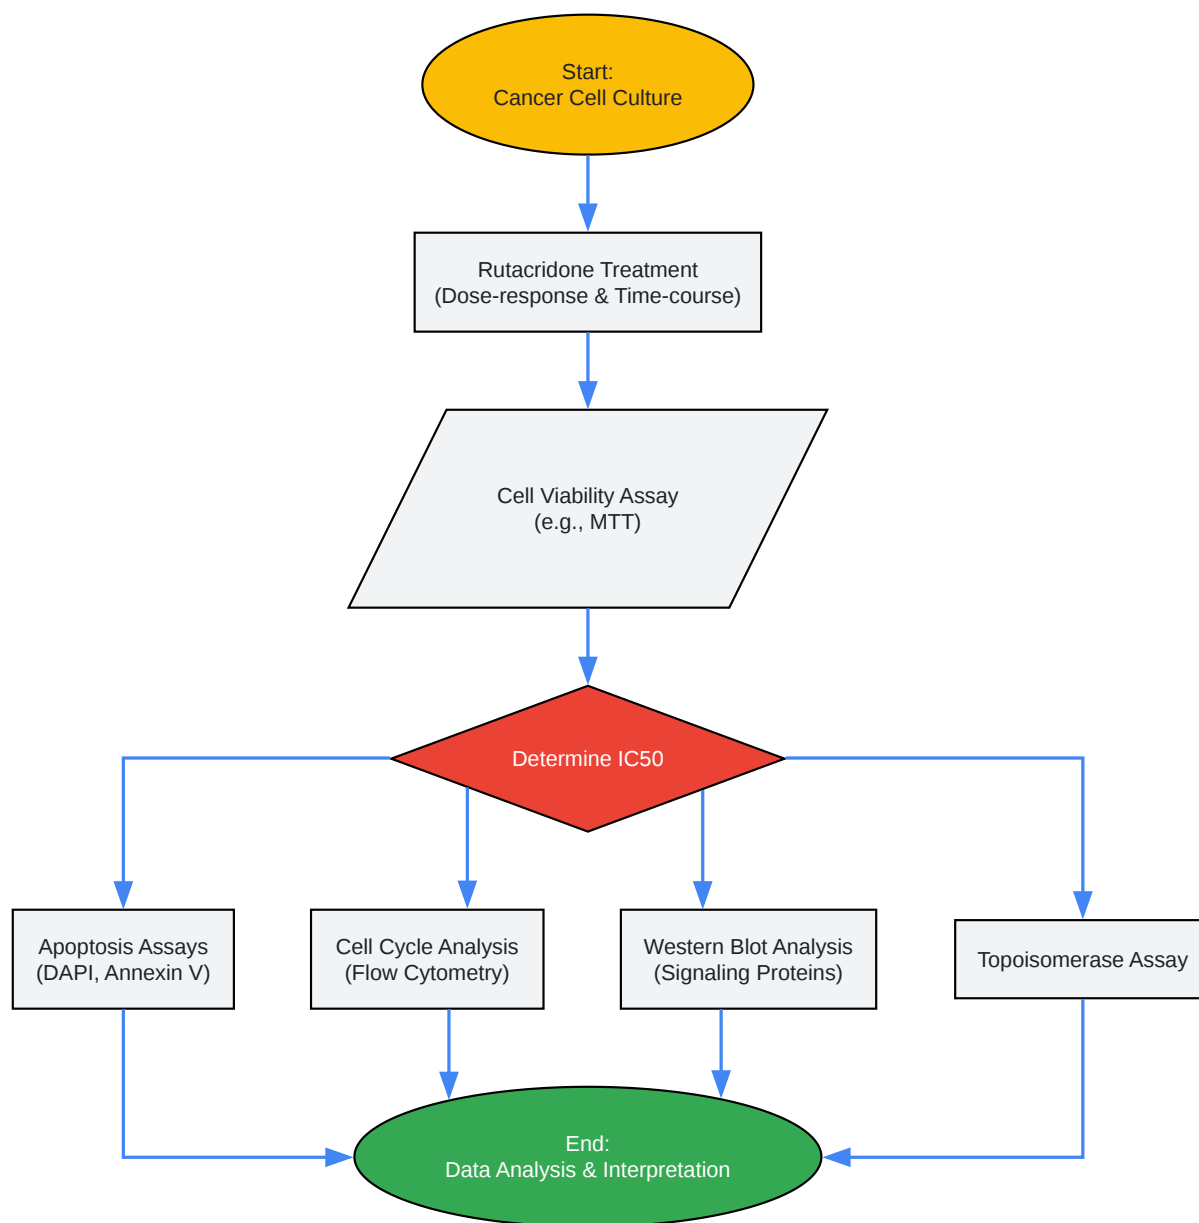 Start:
Cancer Cell Culture
Rutacridone Treatment
(Dose-response & Time-course)
Cell Viability Assay
(e.g., MTT)
Determine IC50
Apoptosis Assays
(DAPI, Annexin V)
Cell Cycle Analysis
(Flow Cytometry)
Western Blot Analysis
(Signaling Proteins)
Topoisomerase Assay
End:
Data Analysis & Interpretation